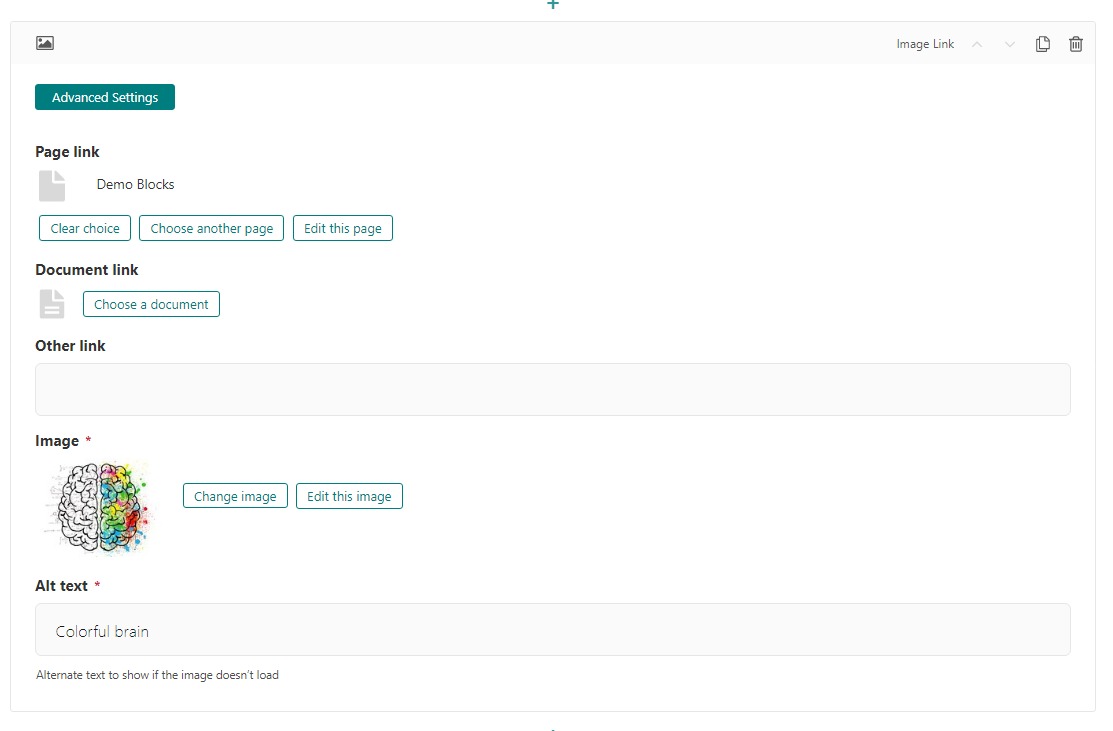 Image Link
Advanced Settings
Page link
Demo Blocks
Clear choice Choose another page Edit this page
Document link
Choose a document
Other link
Image *
Change image Edit this image
Alt text *
Colorful brain
Alternate text to show if the image doesn't load